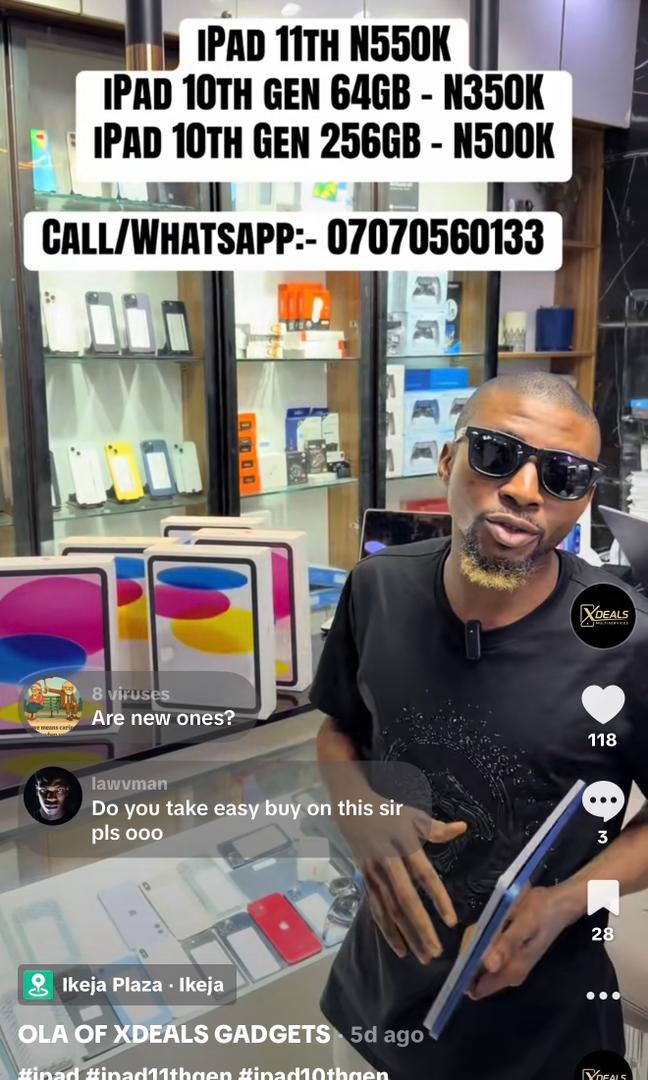 iPad 11th N550K
iPad 10th gen 64GB - N350K
iPad 10th Gen 256GB - N500K
Call/Whatsapp:- 07070560133
XDEALS
8 viruses
Are new ones?
118
lawvman
Do you take easy buy on this sir
pls ooo
3
28
Ikeja Plaza · Ikeja
OLA OF XDEALS GADGETS · 5d ago
#ipad #ipad11thgen #ipad10thgen
XDEALS